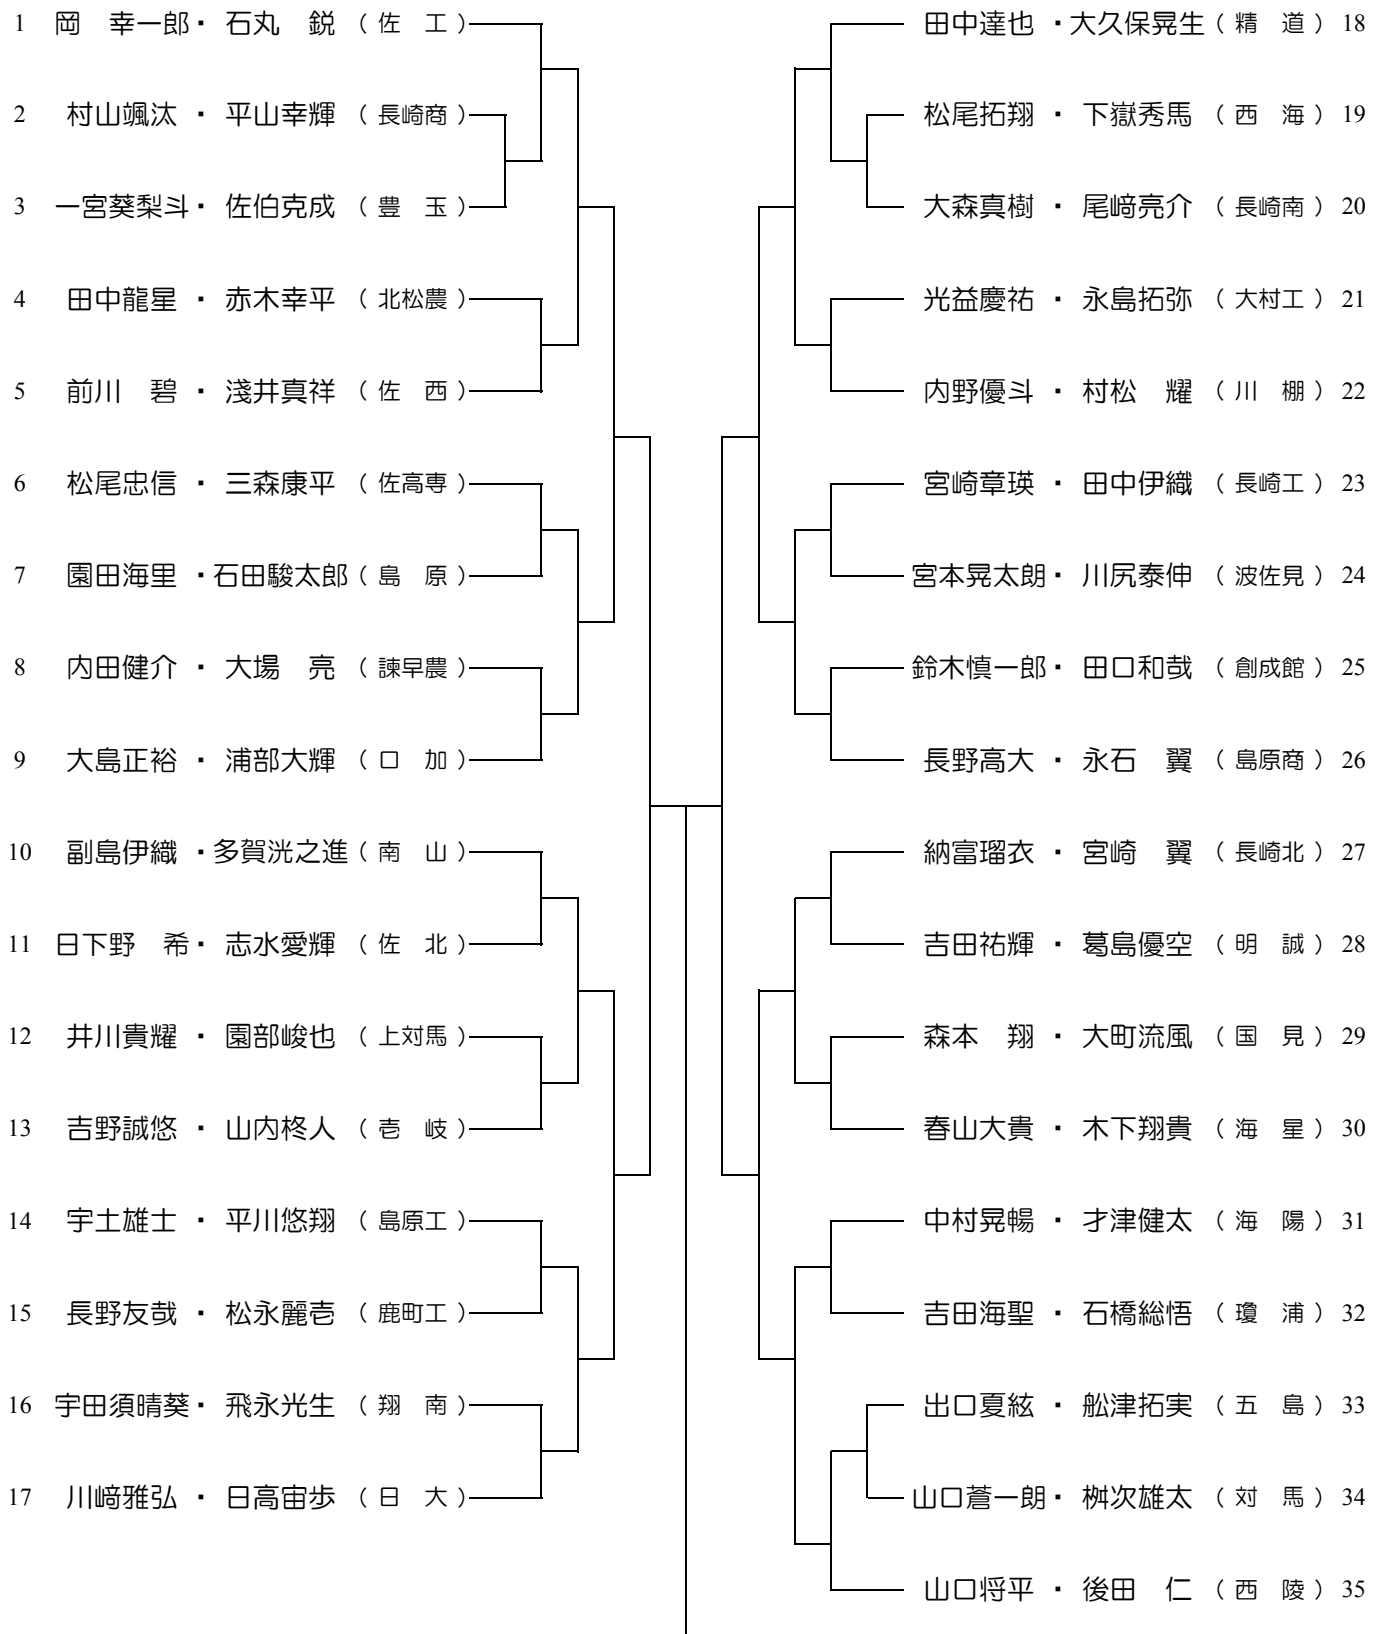 1 岡　幸一郎・ 石丸　鋭 （ 佐　工 ）
2 村山颯汰 ・ 平山幸輝 （ 長崎商 ）
3 一宮葵梨斗・ 佐伯克成 （ 豊　玉 ）
4 田中龍星 ・ 赤木幸平 （ 北松農 ）
5 前川　碧 ・ 淺井真祥 （ 佐　西 ）
6 松尾忠信 ・ 三森康平 （ 佐高専 ）
7 園田海里 ・石田駿太郎（ 島　原 ）
8 内田健介 ・ 大場　亮 （ 諫早農 ）
9 大島正裕 ・ 浦部大輝 （ 口　加 ）
10 副島伊織 ・多賀洸之進（ 南　山 ）
11 日下野　希・ 志水愛輝 （ 佐　北 ）
12 井川貴耀 ・ 園部峻也 （ 上対馬 ）
13 吉野誠悠 ・ 山内柊人 （ 壱　岐 ）
14 宇土雄士 ・ 平川悠翔 （ 島原工 ）
15 長野友哉 ・ 松永麗壱 （ 鹿町工 ）
16 宇田須晴葵・ 飛永光生 （ 翔　南 ）
17 川﨑雅弘 ・ 日高宙歩 （ 日　大 ）
田中達也 ・大久保晃生（ 精　道 ） 18
松尾拓翔 ・ 下嶽秀馬 （ 西　海 ） 19
大森真樹 ・ 尾﨑亮介 （ 長崎南 ） 20
光益慶祐 ・ 永島拓弥 （ 大村工 ） 21
内野優斗 ・ 村松　耀 （ 川　棚 ） 22
宮崎章瑛 ・ 田中伊織 （ 長崎工 ） 23
宮本晃太朗・ 川尻泰伸 （ 波佐見 ） 24
鈴木慎一郎・ 田口和哉 （ 創成館 ） 25
長野高大 ・ 永石　翼 （ 島原商 ） 26
納富瑠衣 ・ 宮崎　翼 （ 長崎北 ） 27
吉田祐輝 ・ 葛島優空 （ 明　誠 ） 28
森本　翔 ・ 大町流風 （ 国　見 ） 29
春山大貴 ・ 木下翔貴 （ 海　星 ） 30
中村晃暢 ・ 才津健太 （ 海　陽 ） 31
吉田海聖 ・ 石橋総悟 （ 瓊　浦 ） 32
出口夏絃 ・ 舩津拓実 （ 五　島 ） 33
山口蒼一朗・ 桝次雄太 （ 対　馬 ） 34
山口将平 ・ 後田　仁 （ 西　陵 ） 35